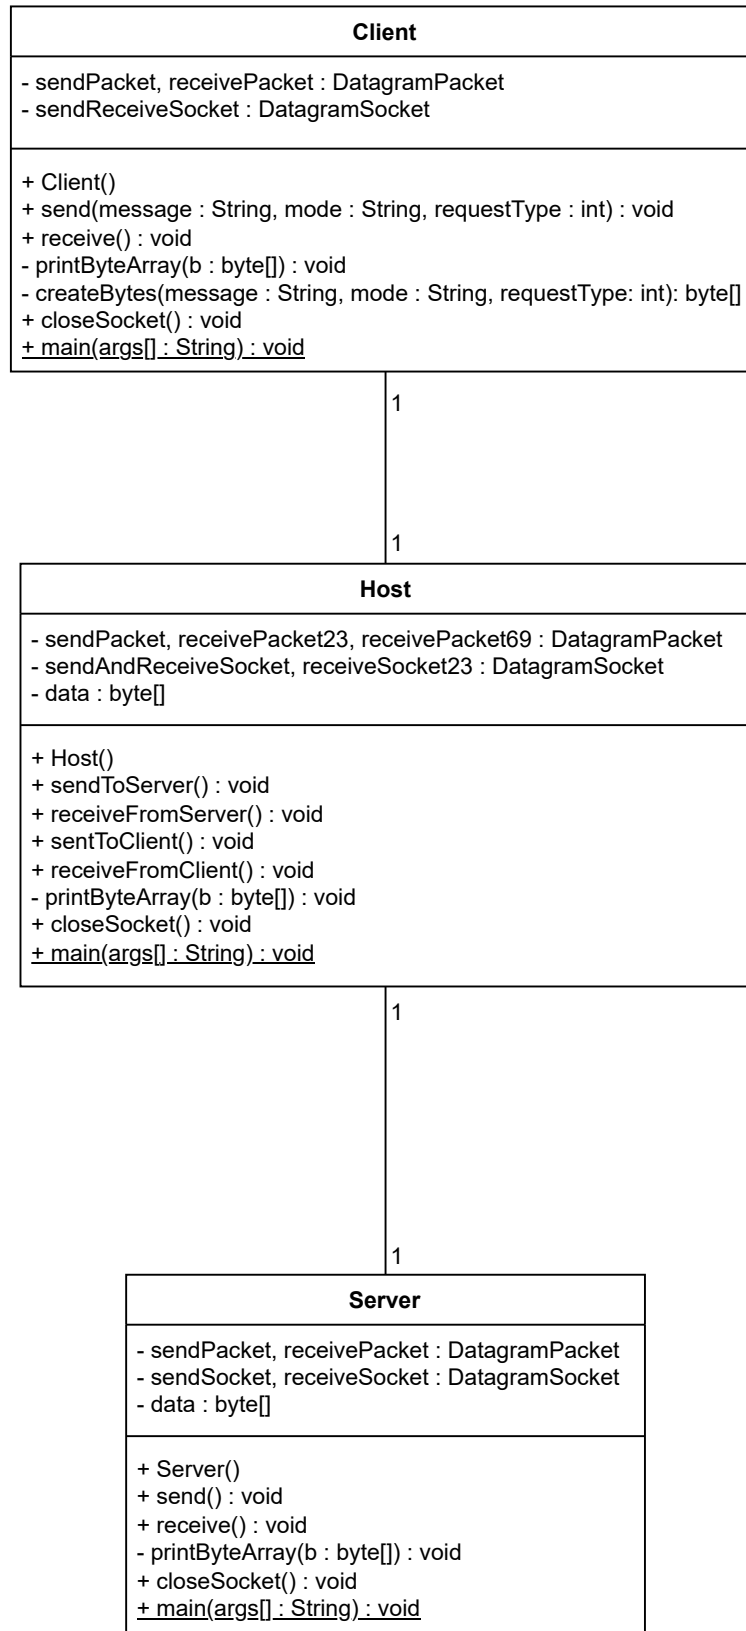 Client
- sendPacket, receivePacket : DatagramPacket
- sendReceiveSocket : DatagramSocket
+ Client()
+ send(message : String, mode : String, requestType : int) : void
+ receive() : void
- printByteArray(b : byte[]) : void
- createBytes(message : String, mode : String, requestType: int): byte[]
+ closeSocket() : void
+ main(args[] : String) : void
1
1
Host
- sendPacket, receivePacket23, receivePacket69 : DatagramPacket
- sendAndReceiveSocket, receiveSocket23 : DatagramSocket
- data : byte[]
+ Host()
+ sendToServer() : void
+ receiveFromServer() : void
+ sentToClient() : void
+ receiveFromClient() : void
- printByteArray(b : byte[]) : void
+ closeSocket() : void
+ main(args[] : String) : void
1
1
Server
- sendPacket, receivePacket : DatagramPacket
- sendSocket, receiveSocket : DatagramSocket
- data : byte[]
+ Server()
+ send() : void
+ receive() : void
- printByteArray(b : byte[]) : void
+ closeSocket() : void
+ main(args[] : String) : void